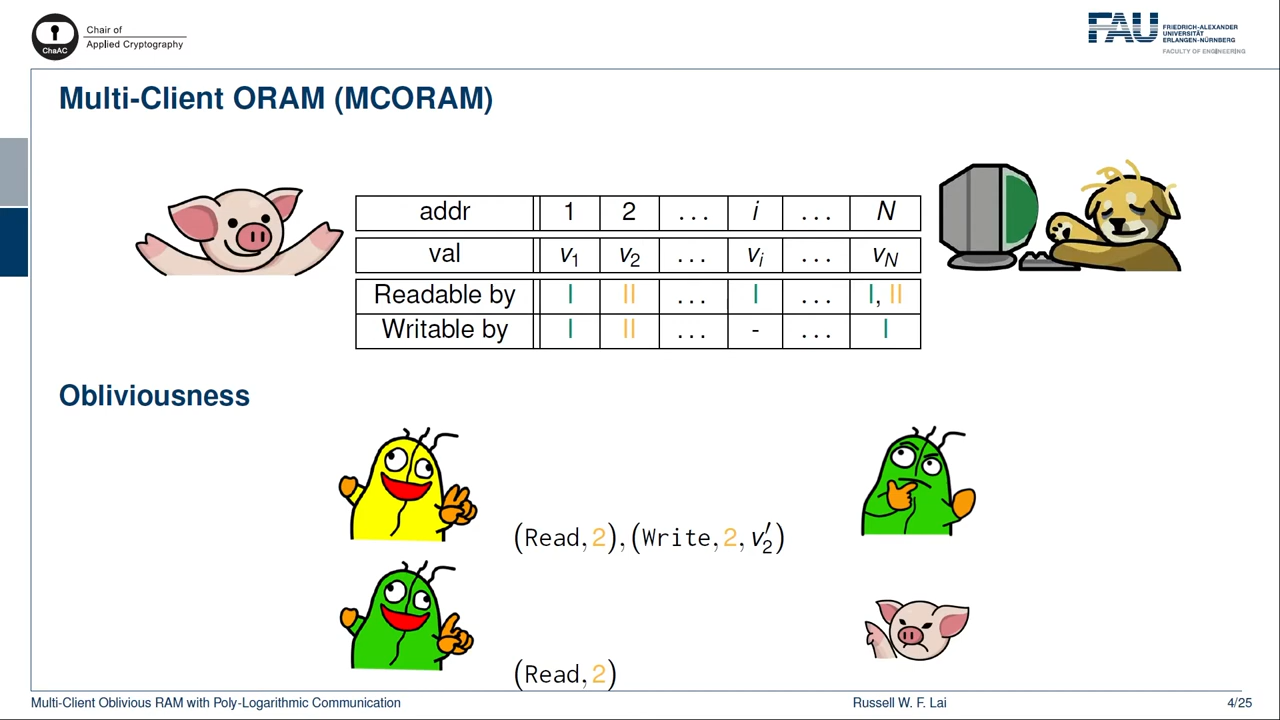 ChaAC
Chair of
Applied Cryptography
FAU
FRIEDRICH-ALEXANDER
UNIVERSITÄT
ERLANGEN-NÜRNBERG
FACULTY OF ENGINEERING
Multi-Client ORAM (MCORAM)
addr 1 2 ... i ... N
val v₁ v₂ ... vᵢ ... v_N
Readable by I II ... I ... I, II
Writable by I II ... - ... I
Obliviousness
(Read, 2), (Write, 2, v′₂)
(Read, 2)
Multi-Client Oblivious RAM with Poly-Logarithmic Communication Russell W. F. Lai 4/25